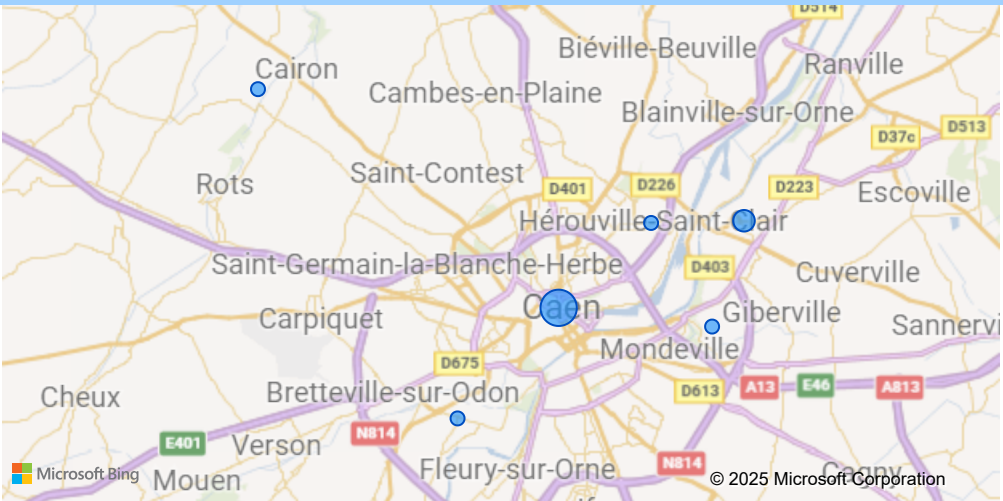 D514
Biéville-Beuville
Ranville
Cairon
Cambes-en-Plaine
Blainville-sur-Orne
D513
D37c
Saint-Contest
Rots
D401
D226
D223
Escoville
Hérouville-Saint-Clair
Saint-Germain-la-Blanche-Herbe
D403
Cuverville
Caen
Giberville
Carpiquet
Sannervi
Mondeville
D675
Bretteville-sur-Odon
D613
A13
E46
A813
Cheux
N814
E401
Verson
Fleury-sur-Orne
N814
Cagny
Microsoft Bing
Mouen
© 2025 Microsoft Corporation